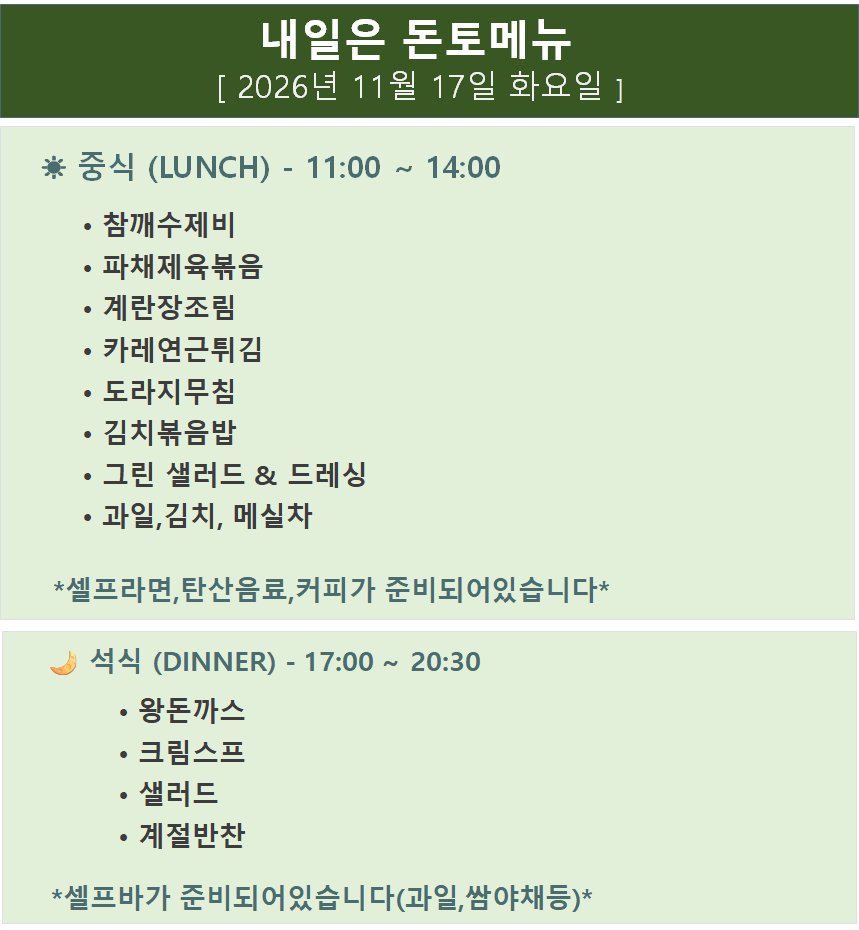 내일은 돈토메뉴
[ 2026년 11월 17일 화요일 ]
중식 (LUNCH) - 11:00 ~ 14:00
• 참깨수제비
• 파채제육볶음
• 계란장조림
• 카레연근튀김
• 도라지무침
• 김치볶음밥
• 그린 샐러드 & 드레싱
• 과일,김치, 메실차
*셀프라면,탄산음료,커피가 준비되어있습니다*
석식 (DINNER) - 17:00 ~ 20:30
• 왕돈까스
• 크림스프
• 샐러드
• 계절반찬
*셀프바가 준비되어있습니다(과일,쌈야채등)*